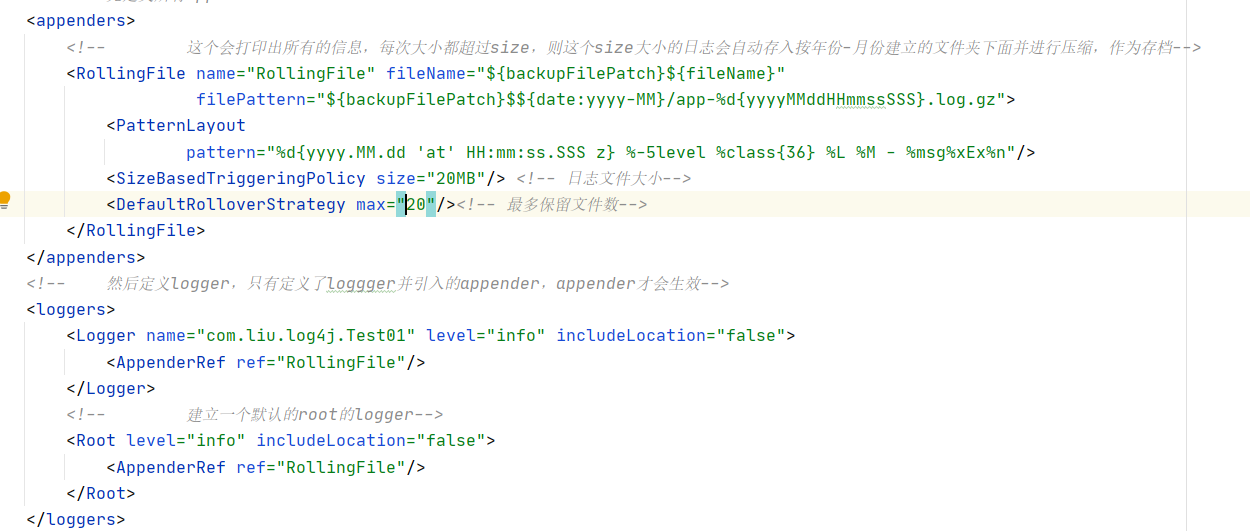 <appenders>
<!-- 这个会打印出所有的信息，每次大小都超过size，则这个size大小的日志会自动存入按年份-月份建立的文件夹下面并进行压缩，作为存档-->
<RollingFile name="RollingFile" fileName="${backupFilePatch}${fileName}"
filePattern="${backupFilePatch}$${date:yyyy-MM}/app-%d{yyyyMMddHHmmssSSS}.log.gz">
<PatternLayout
pattern="%d{yyyy.MM.dd 'at' HH:mm:ss.SSS z} %-5level %class{36} %L %M - %msg%xEx%n"/>
<SizeBasedTriggeringPolicy size="20MB"/> <!-- 日志文件大小-->
<DefaultRolloverStrategy max="20"/><!-- 最多保留文件数-->
</RollingFile>
</appenders>
<!-- 然后定义logger，只有定义了loggger并引入的appender，appender才会生效-->
<loggers>
<Logger name="com.liu.log4j.Test01" level="info" includeLocation="false">
<AppenderRef ref="RollingFile"/>
</Logger>
<!-- 建立一个默认的root的logger-->
<Root level="info" includeLocation="false">
<AppenderRef ref="RollingFile"/>
</Root>
</loggers>